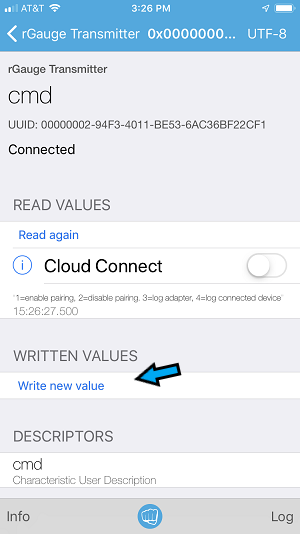 AT&T
3:26 PM
rGauge Transmitter 0x0000000... UTF-8
rGauge Transmitter
cmd
UUID: 00000002-94F3-4011-BE53-6AC36BF22CF1
Connected
READ VALUES
Read again
Cloud Connect
'1=enable pairing, 2=disable pairing. 3=log adapter, 4=log connected device'
15:26:27.500
WRITTEN VALUES
Write new value
DESCRIPTORS
cmd
Characteristic User Description
Info
Log